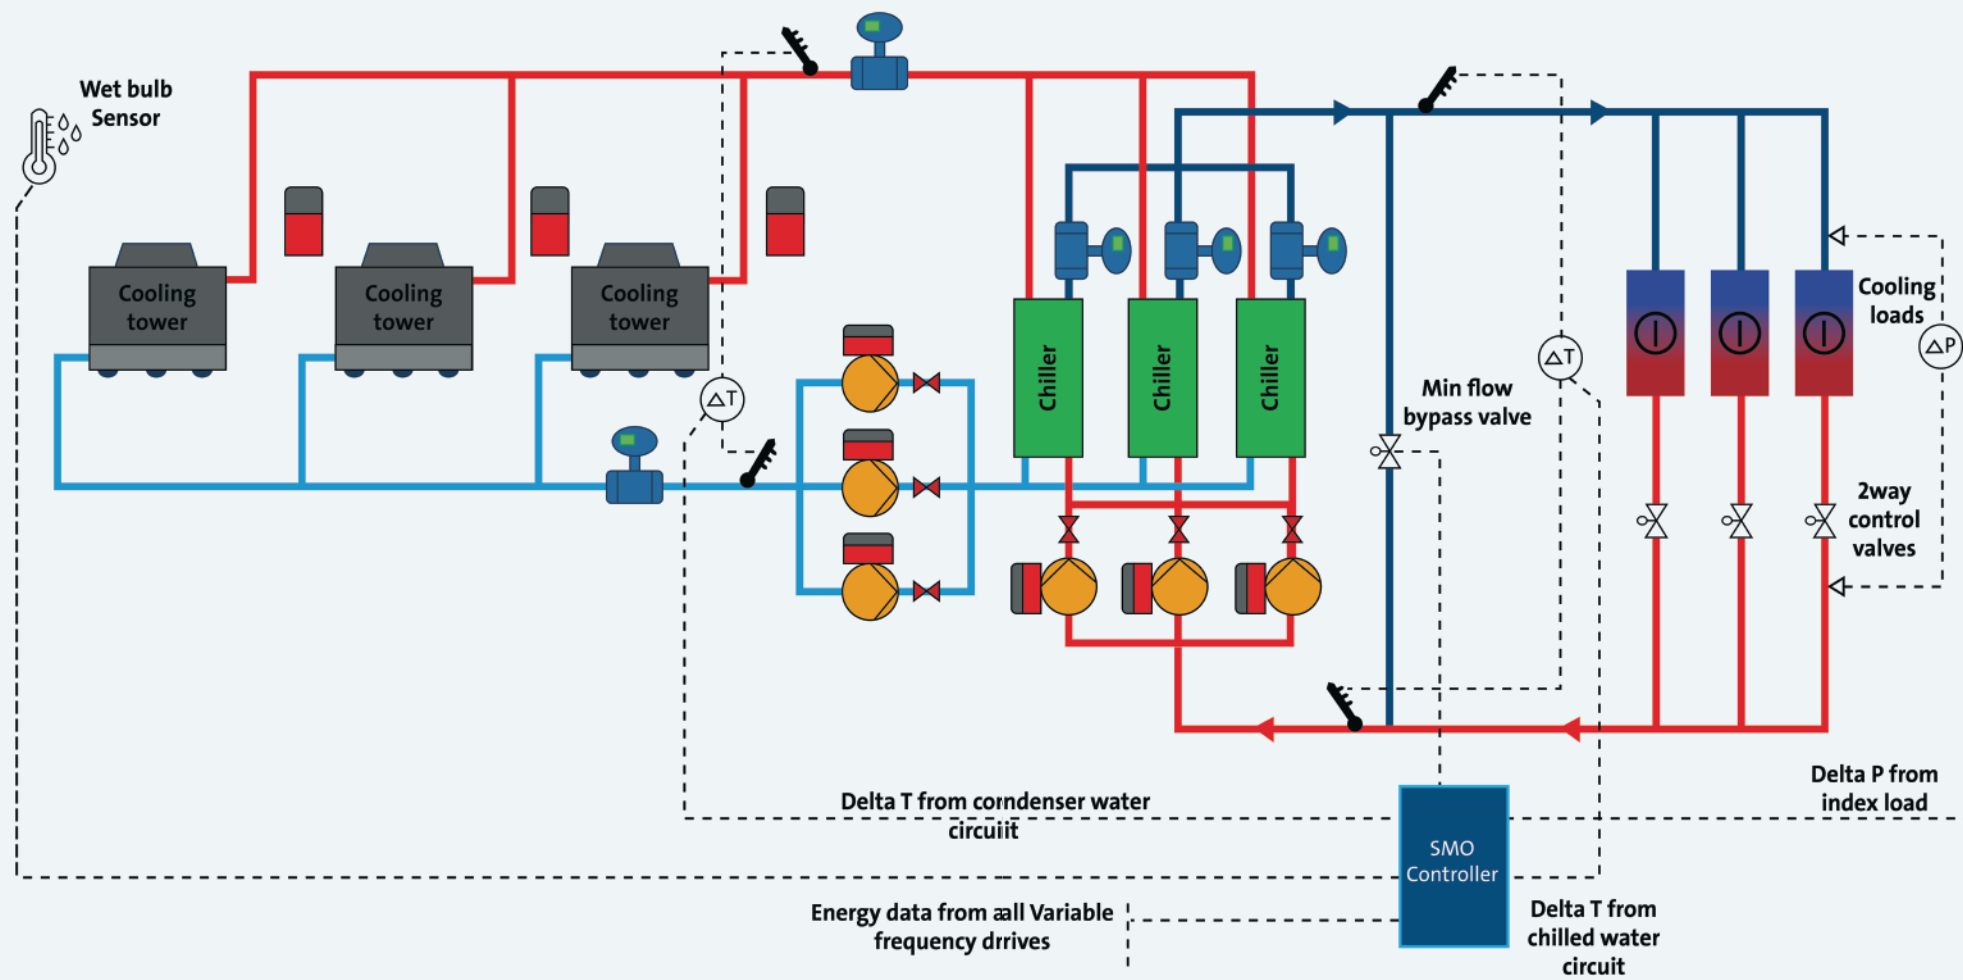 Wet bulb
Sensor
Cooling
tower
Cooling
tower
Cooling
tower
ΔT
Chiller
Chiller
Chiller
Min flow
bypass valve
ΔT
Cooling
loads
ΔP
2way
control
valves
Delta T from condenser water
circuit
Delta P from
index load
SMO
Controller
Energy data from all Variable
frequency drives
Delta T from
chilled water
circuit